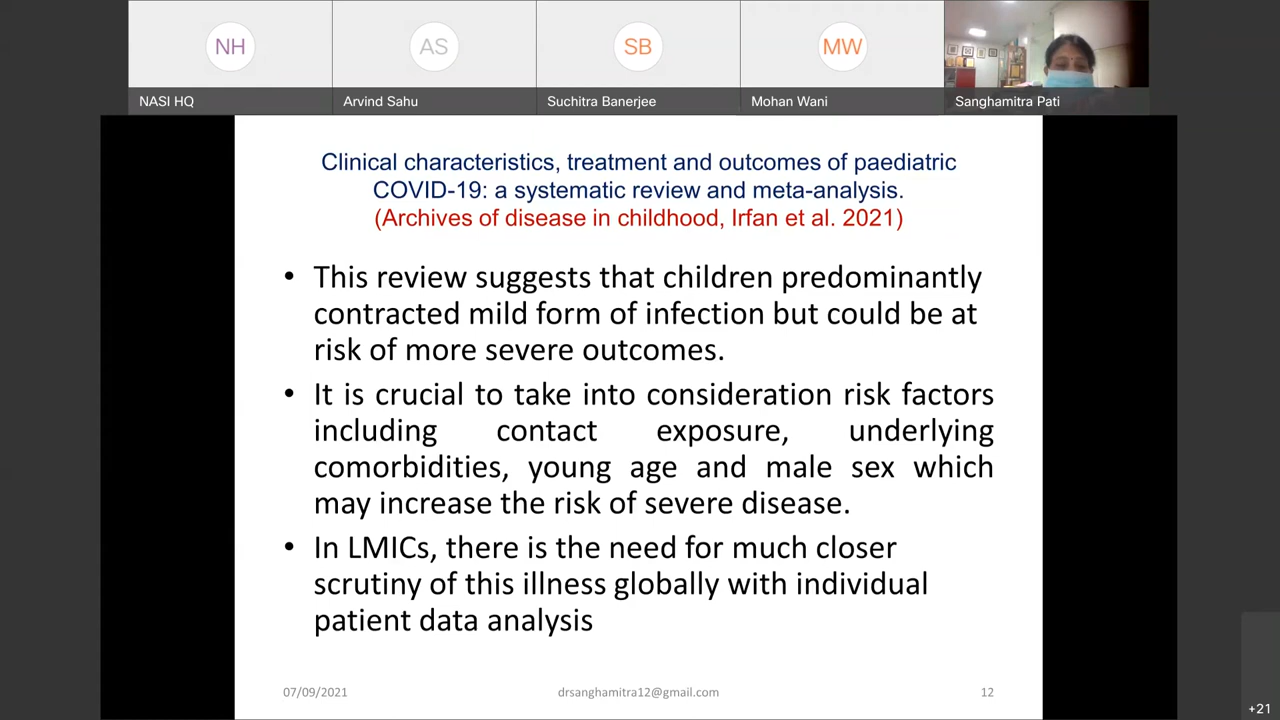 NH
AS
SB
MW
NASI HQ
Arvind Sahu
Suchitra Banerjee
Mohan Wani
Sanghamitra Pati
Clinical characteristics, treatment and outcomes of paediatric
COVID-19: a systematic review and meta-analysis.
(Archives of disease in childhood, Irfan et al. 2021)
• This review suggests that children predominantly
contracted mild form of infection but could be at
risk of more severe outcomes.
• It is crucial to take into consideration risk factors
including contact exposure, underlying
comorbidities, young age and male sex which
may increase the risk of severe disease.
• In LMICs, there is the need for much closer
scrutiny of this illness globally with individual
patient data analysis
07/09/2021
drsanghamitra12@gmail.com
12
+21